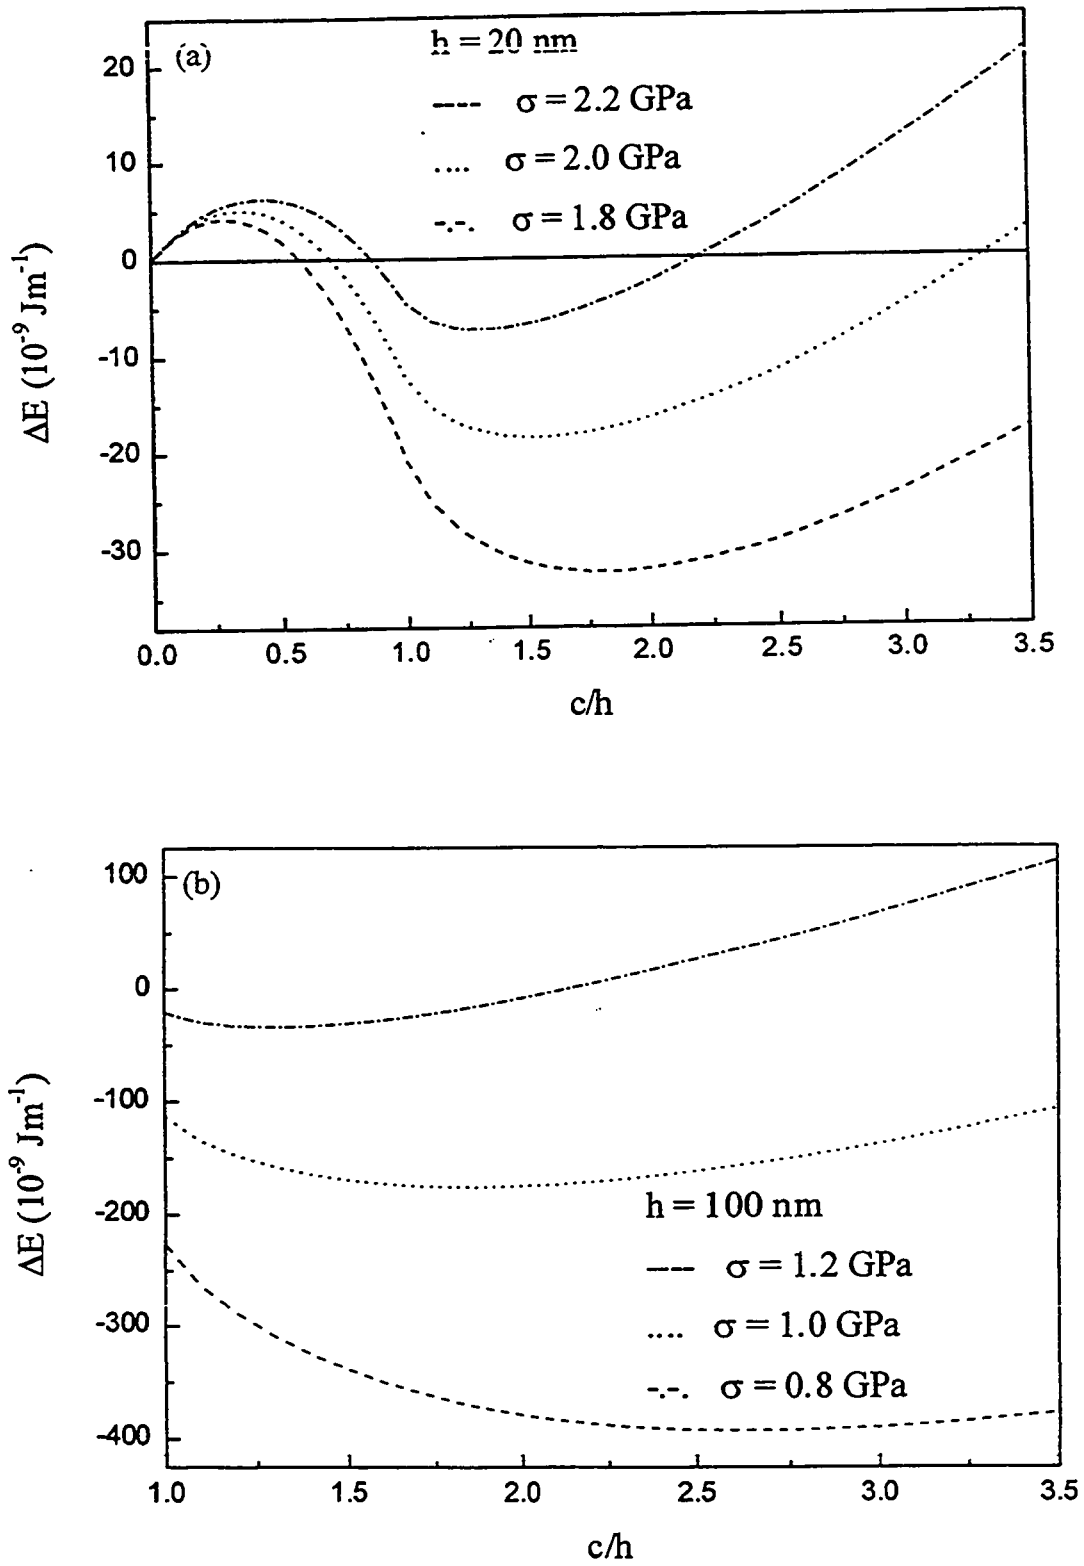 (a)
h = 20 nm
σ = 2.2 GPa
σ = 2.0 GPa
σ = 1.8 GPa
20
10
0
-10
-20
-30
ΔE (10⁻⁹ Jm⁻¹)
0.0 0.5 1.0 1.5 2.0 2.5 3.0 3.5
c/h
(b)
100
0
-100
-200
-300
-400
ΔE (10⁻⁹ Jm⁻¹)
h = 100 nm
σ = 1.2 GPa
σ = 1.0 GPa
σ = 0.8 GPa
1.0 1.5 2.0 2.5 3.0 3.5
c/h